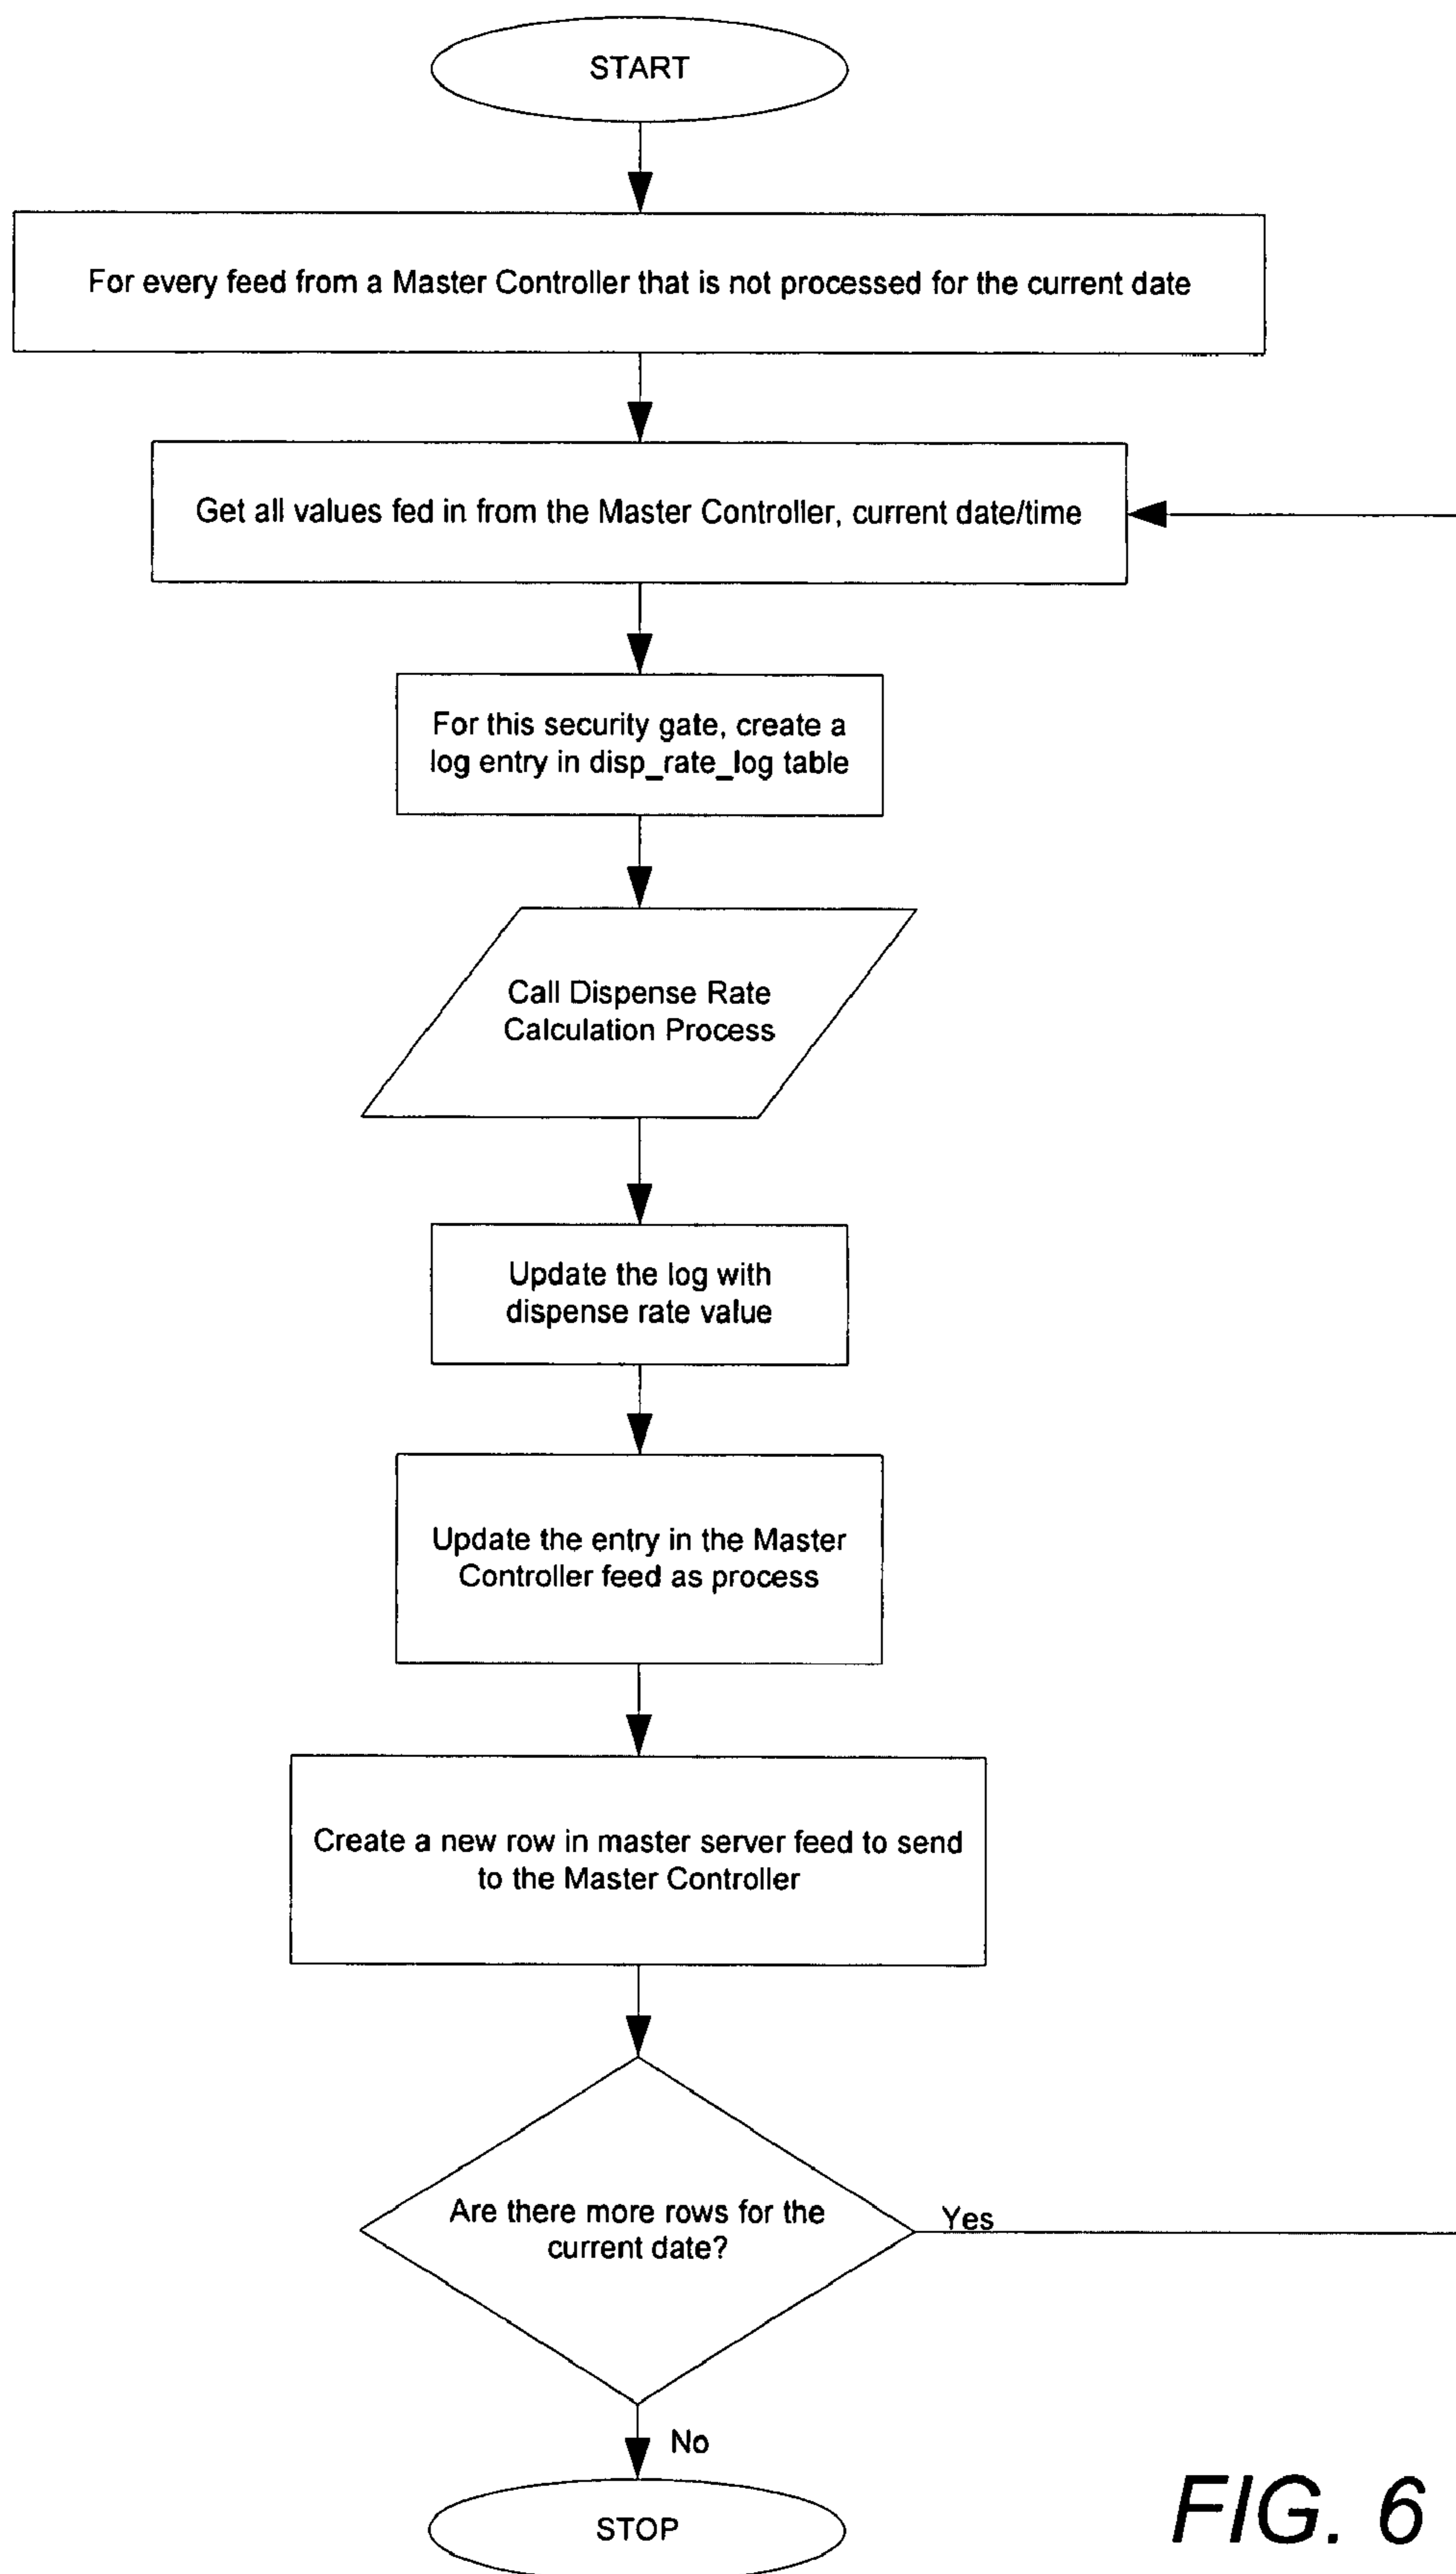 START
For every feed from a Master Controller that is not processed for the current date
Get all values fed in from the Master Controller, current date/time
For this security gate, create a
log entry in disp_rate_log table
Call Dispense Rate
Calculation Process
Update the log with
dispense rate value
Update the entry in the Master
Controller feed as process
Create a new row in master server feed to send
to the Master Controller
Are there more rows for the
current date?
Yes
No
STOP
FIG. 6